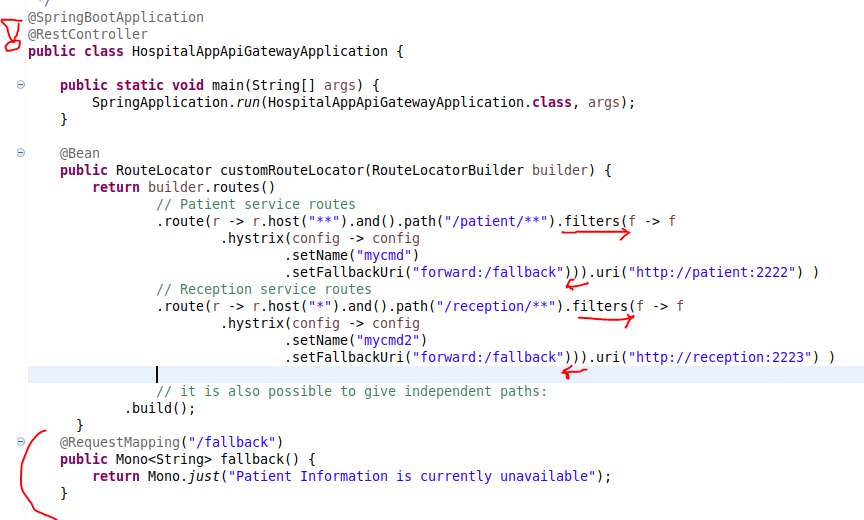 */
@SpringBootApplication
@RestController
public class HospitalAppApiGatewayApplication {
public static void main(String[] args) {
SpringApplication.run(HospitalAppApiGatewayApplication.class, args);
}
@Bean
public RouteLocator customRouteLocator(RouteLocatorBuilder builder) {
return builder.routes()
// Patient service routes
.route(r -> r.host("**").and().path("/patient/**").filters(f -> f
.hystrix(config -> config
.setName("mycmd")
.setFallbackUri("forward:/fallback"))).uri("http://patient:2222") )
// Reception service routes
.route(r -> r.host("*").and().path("/reception/**").filters(f -> f
.hystrix(config -> config
.setName("mycmd2")
.setFallbackUri("forward:/fallback"))).uri("http://reception:2223") )
// it is also possible to give independent paths:
.build();
}
@RequestMapping("/fallback")
public Mono<String> fallback() {
return Mono.just("Patient Information is currently unavailable");
}